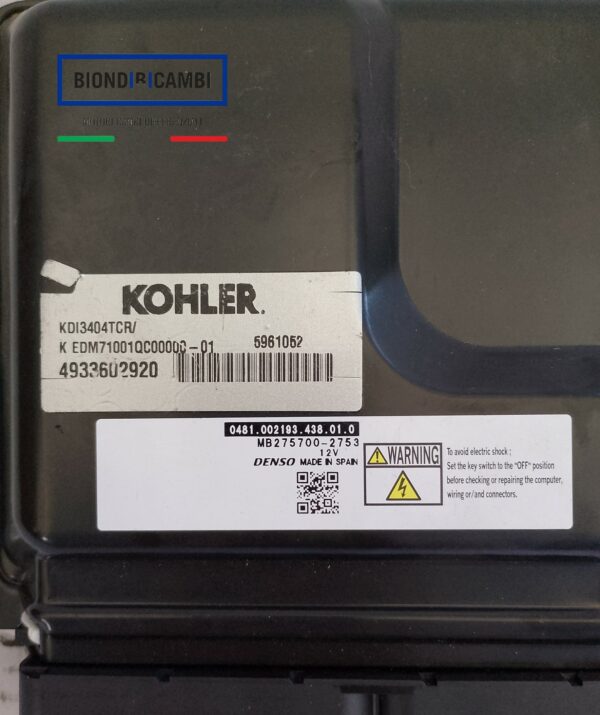 BIONDI RICAMBI
KOHLER.
KDI3404TCR/
K EDM71001QC00000-01 5961052
4933602920
0481.002193.438.01.0
MB275700-2753
12V
DENSO MADE IN SPAIN
WARNING
To avoid electric shock ;
Set the key switch to the "OFF" position
before checking or repairing the computer,
wiring or/and connectors.